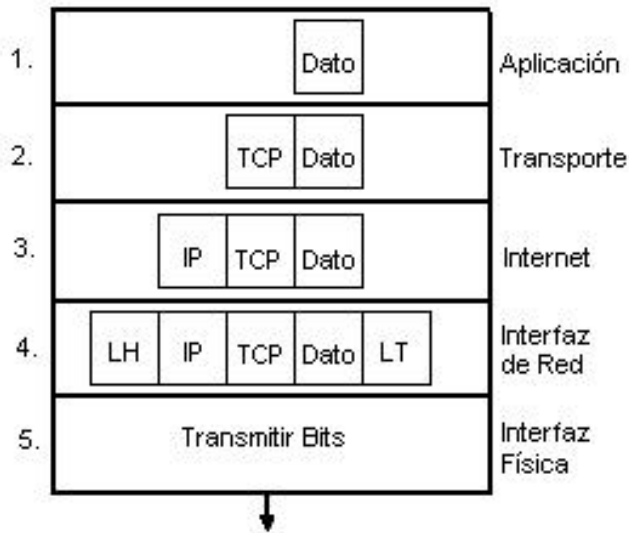 1. Dato Aplicación
2. TCP Dato Transporte
3. IP TCP Dato Internet
4. LH IP TCP Dato LT Interfaz
de Red
5. Transmitir Bits Interfaz
Física